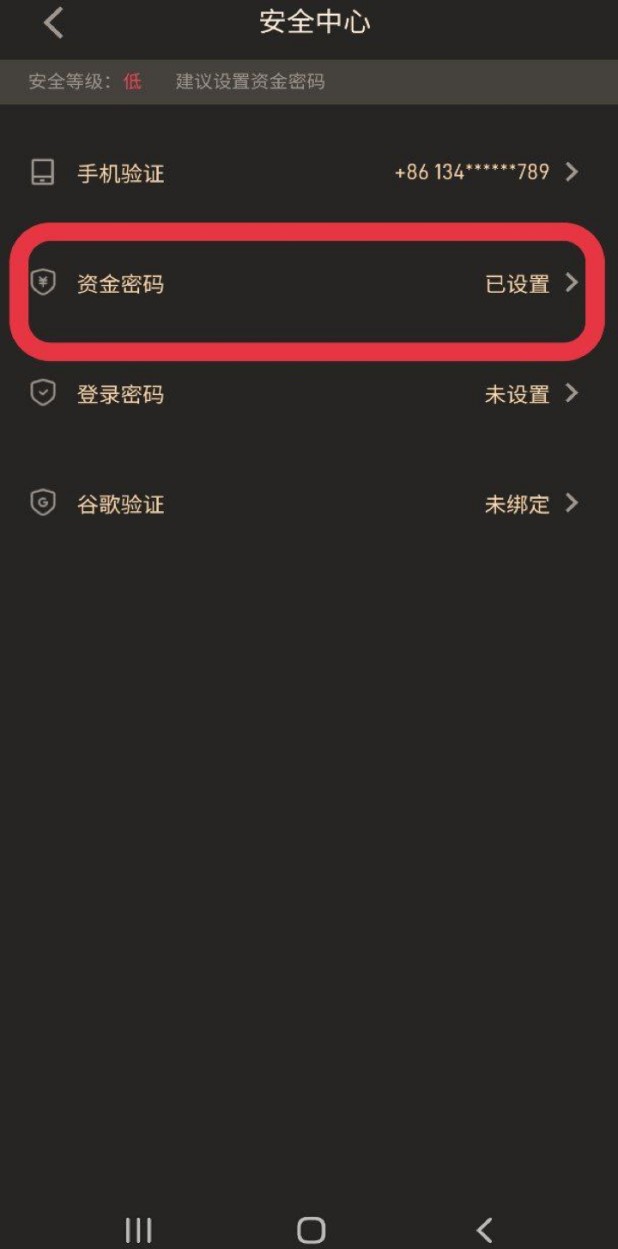 安全中心
安全等级：低 建议设置资金密码
手机验证 +86 134******789
资金密码 已设置
登录密码 未设置
谷歌验证 未绑定